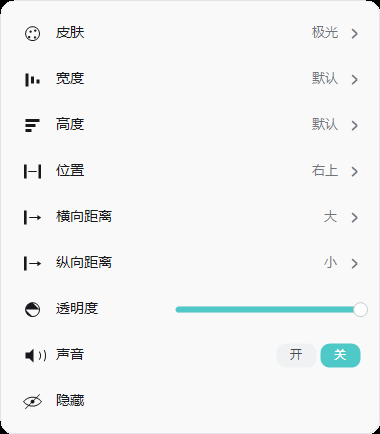 皮肤 极光
宽度 默认
高度 默认
位置 右上
横向距离 大
纵向距离 小
透明度
声音 开 关
隐藏